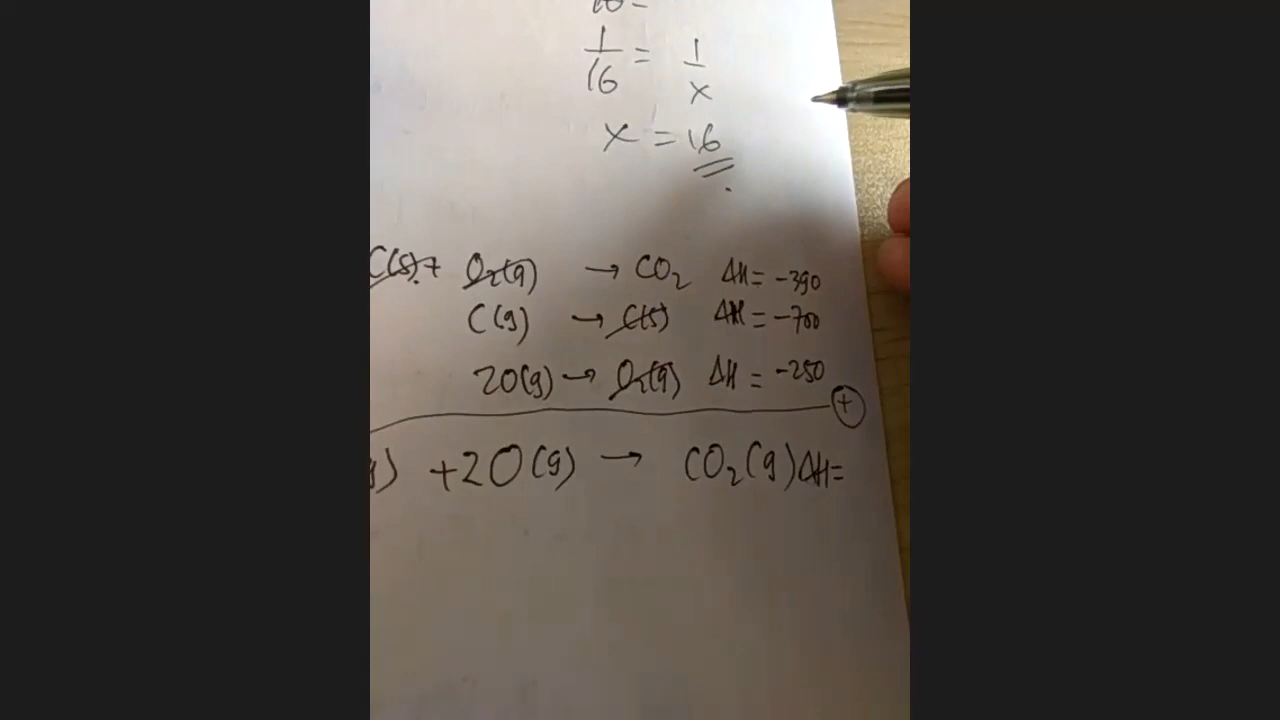 1/16 = 1/x
x = 16
C(s) + O₂(g) → CO₂ ΔH = -390
C(g) → C(s) ΔH = -700
2O(g) → O₂(g) ΔH = -250
+
+ 2O(g) → CO₂(g) ΔH =